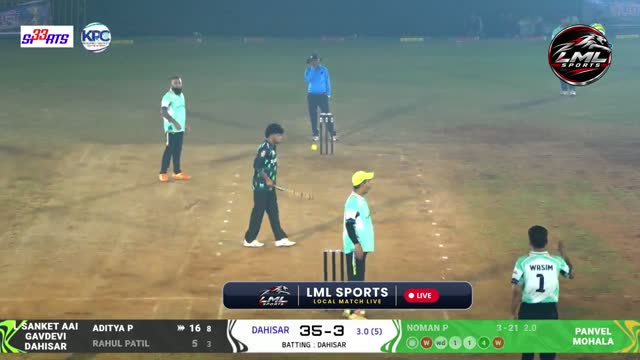 33 SPORTS
KPC
LML
SPORTS
WASIM
1
LML SPORTS
LOCAL MATCH LIVE
LIVE
LML
SANKET AAI
GAVDEVI
DAHISAR
ADITYA P 16 8
RAHUL PATIL 5 3
DAHISAR 35-3 3.0 (5)
BATTING : DAHISAR
NOMAN P 3-21 2.0
W wd 1 1 4 W
PANVEL
MOHALA